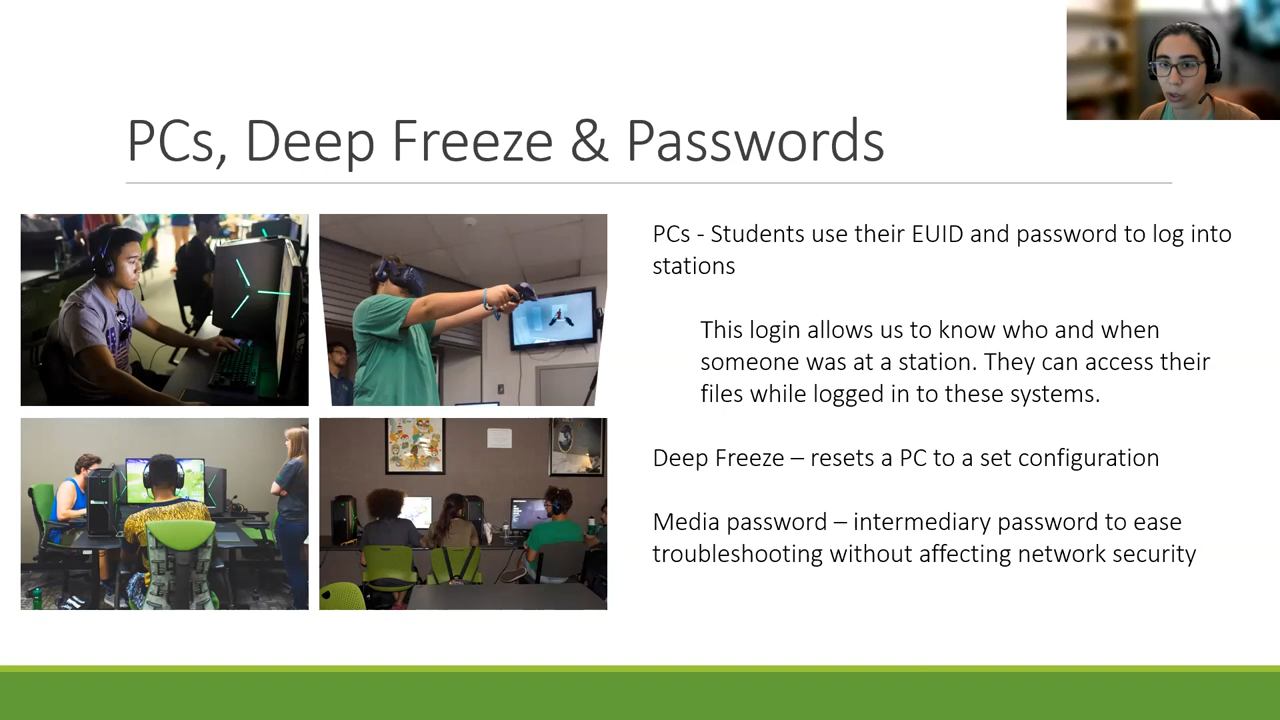 PCs, Deep Freeze & Passwords
PCs - Students use their EUID and password to log into
stations
This login allows us to know who and when
someone was at a station. They can access their
files while logged in to these systems.
Deep Freeze – resets a PC to a set configuration
Media password – intermediary password to ease
troubleshooting without affecting network security